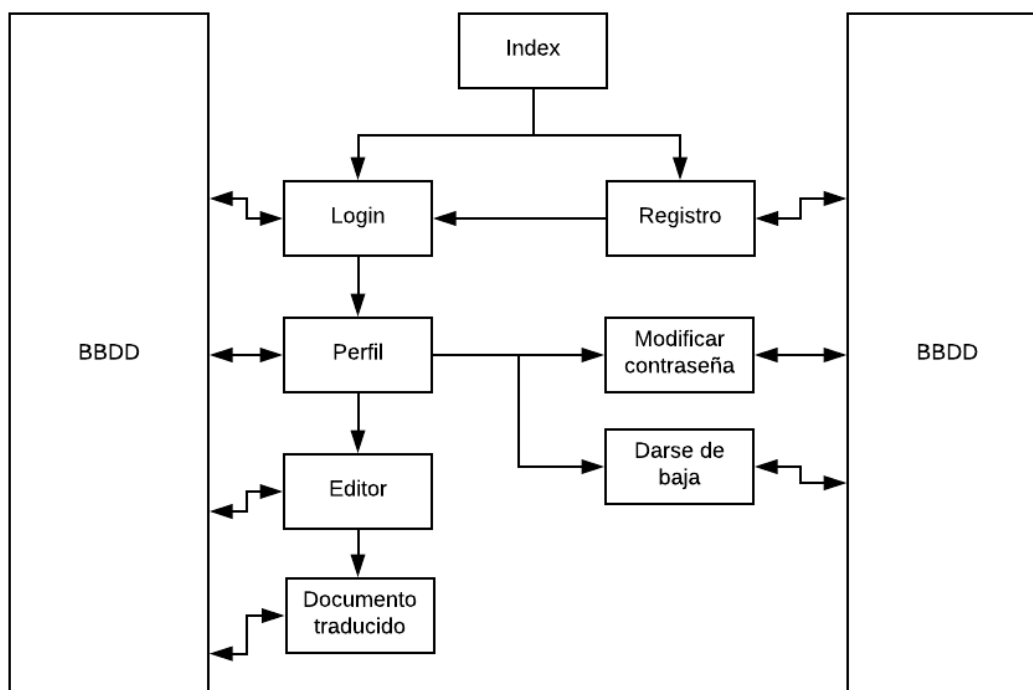 Index
Login
Registro
BBDD
Perfil
Modificar
contraseña
BBDD
Darse de
baja
Editor
Documento
traducido